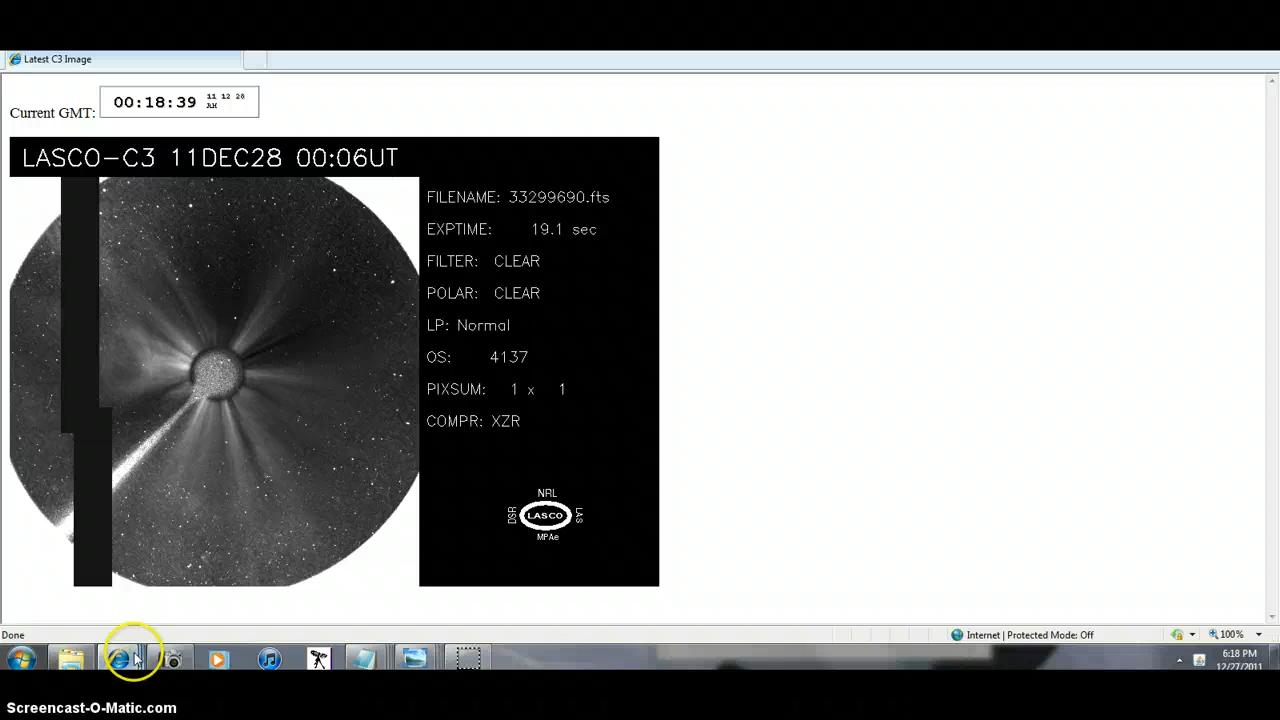 Latest C3 Image
Current GMT: 00:18:39 11 12 28
LASCO-C3 11DEC28 00:06UT
FILENAME: 33299690.fts
EXPTIME: 19.1 sec
FILTER: CLEAR
POLAR: CLEAR
LP: Normal
OS: 4137
PIXSUM: 1 x 1
COMPR: XZR
NRL
DSR LASCO LAS
MPAe
Done
Internet | Protected Mode: Off
100%
6:18 PM
12/27/2011
Screencast-O-Matic.com